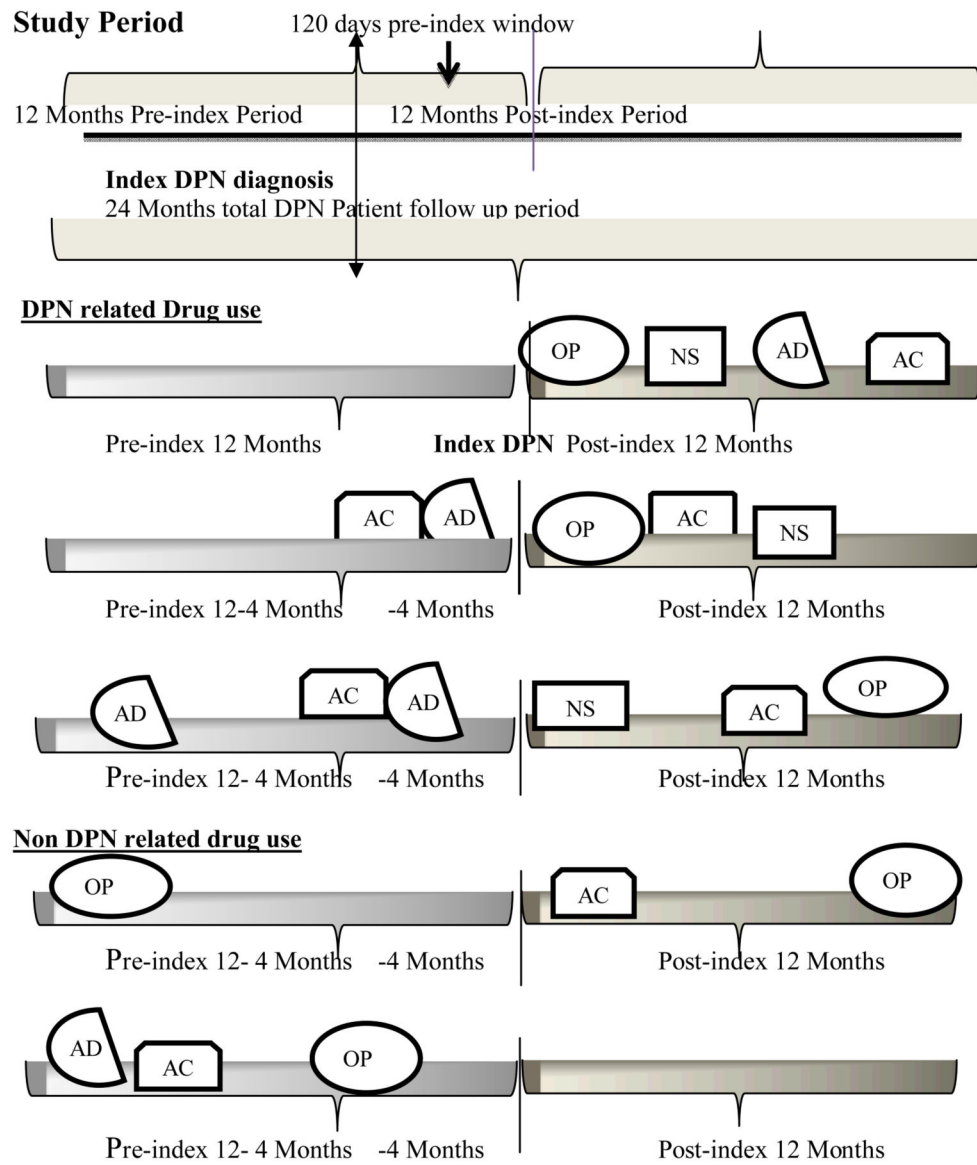 Study Period
120 days pre-index window
12 Months Pre-index Period
12 Months Post-index Period
Index DPN diagnosis
24 Months total DPN Patient follow up period
DPN related Drug use
OP NS AD AC
Pre-index 12 Months Index DPN Post-index 12 Months
AC AD OP AC NS
Pre-index 12-4 Months -4 Months Post-index 12 Months
AD AC AD NS AC OP
Pre-index 12- 4 Months -4 Months Post-index 12 Months
Non DPN related drug use
OP AC OP
Pre-index 12- 4 Months -4 Months Post-index 12 Months
AD AC OP
Pre-index 12- 4 Months -4 Months Post-index 12 Months